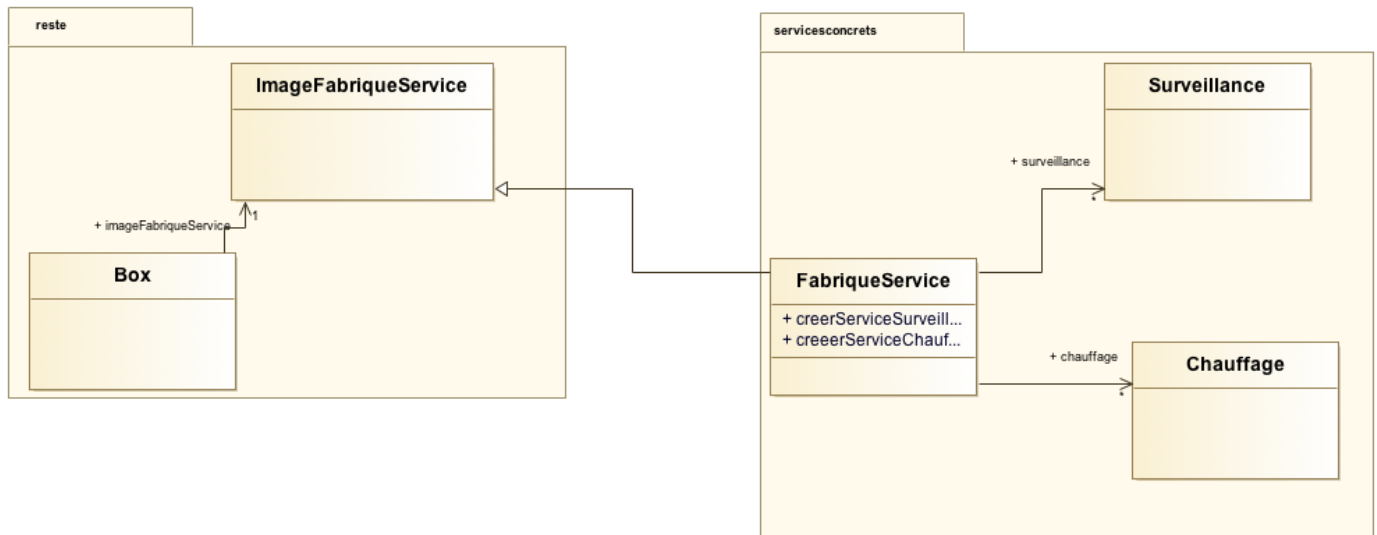 reste
ImageFabriqueService
+ imageFabriqueService
1
Box
servicesconcrets
Surveillance
+ surveillance
*
FabriqueService
+ creerServiceSurveill...
+ creeerServiceChauf...
+ chauffage
*
Chauffage